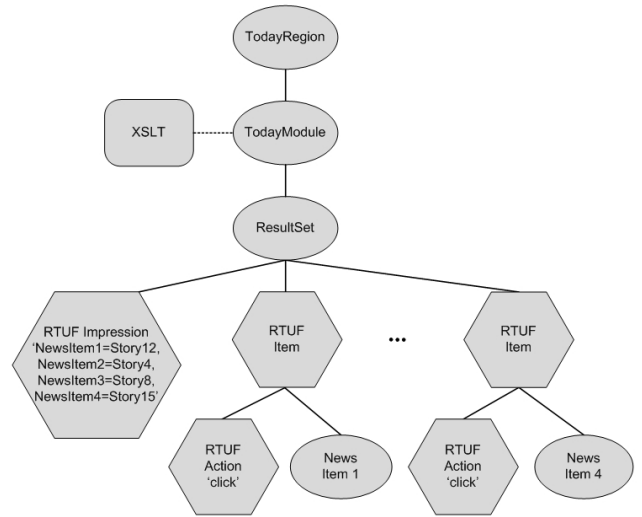 TodayRegion
XSLT
TodayModule
ResultSet
RTUF Impression
‘NewsItem1=Story12,
NewsItem2=Story4,
NewsItem3=Story8,
NewsItem4=Story15’
RTUF
Item
...
RTUF
Item
RTUF
Action
‘click’
News
Item 1
RTUF
Action
‘click’
News
Item 4